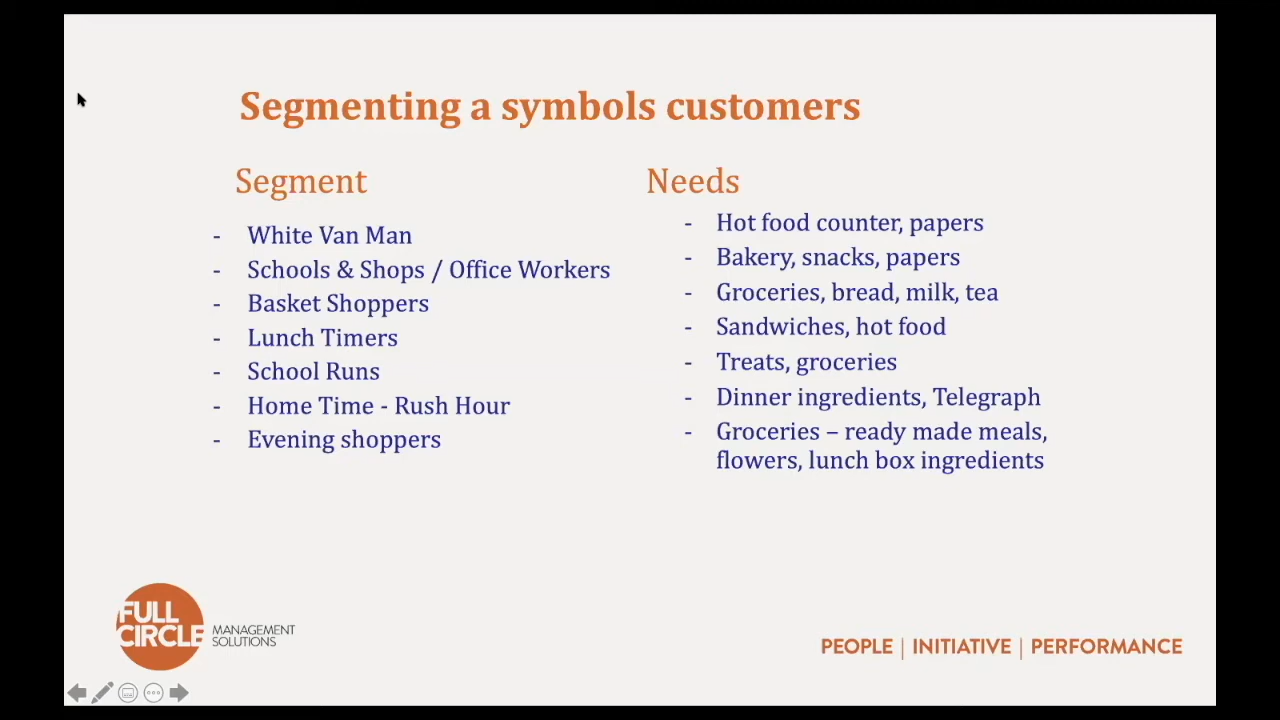 Segmenting a symbols customers
Segment
- White Van Man
- Schools & Shops / Office Workers
- Basket Shoppers
- Lunch Timers
- School Runs
- Home Time - Rush Hour
- Evening shoppers
Needs
- Hot food counter, papers
- Bakery, snacks, papers
- Groceries, bread, milk, tea
- Sandwiches, hot food
- Treats, groceries
- Dinner ingredients, Telegraph
- Groceries – ready made meals,
flowers, lunch box ingredients
FULL
CIRCLE
MANAGEMENT
SOLUTIONS
PEOPLE | INITIATIVE | PERFORMANCE